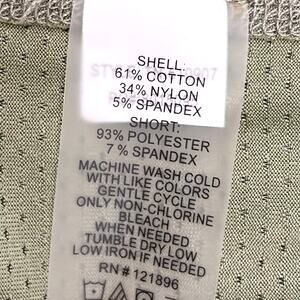 SHELL:
61% COTTON
34% NYLON
5% SPANDEX
SHORT:
93% POLYESTER
7% SPANDEX
MACHINE WASH COLD
WITH LIKE COLORS
GENTLE CYCLE
ONLY NON-CHLORINE
BLEACH
WHEN NEEDED
TUMBLE DRY LOW
LOW IRON IF NEEDED
RN # 121896